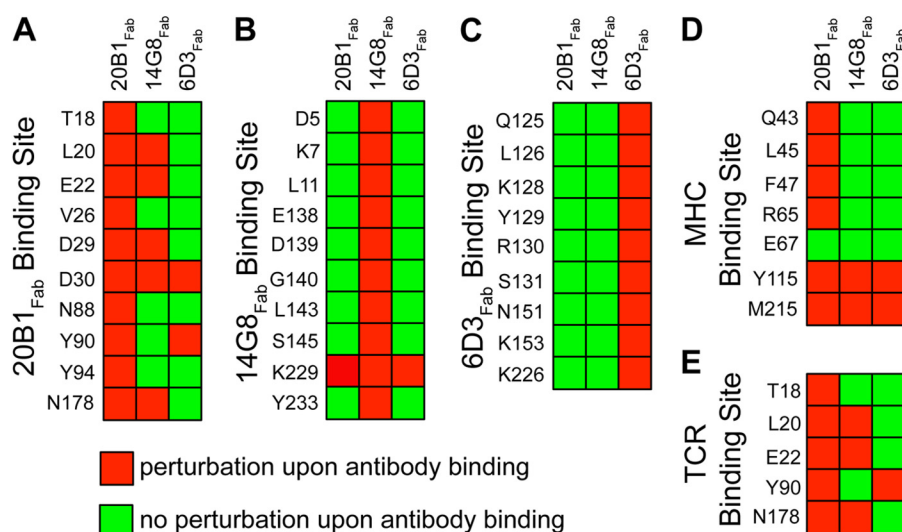 A
20B1Fab
14G8Fab
6D3Fab
20B1Fab Binding Site
T18
L20
E22
V26
D29
D30
N88
Y90
Y94
N178
B
20B1Fab
14G8Fab
6D3Fab
14G8Fab Binding Site
D5
K7
L11
E138
D139
G140
L143
S145
K229
Y233
C
20B1Fab
14G8Fab
6D3Fab
6D3Fab Binding Site
Q125
L126
K128
Y129
R130
S131
N151
K153
K226
D
20B1Fab
14G8Fab
6D3Fab
MHC
Binding Site
Q43
L45
F47
R65
E67
Y115
M215
E
TCR
Binding Site
T18
L20
E22
Y90
N178
perturbation upon antibody binding
no perturbation upon antibody binding